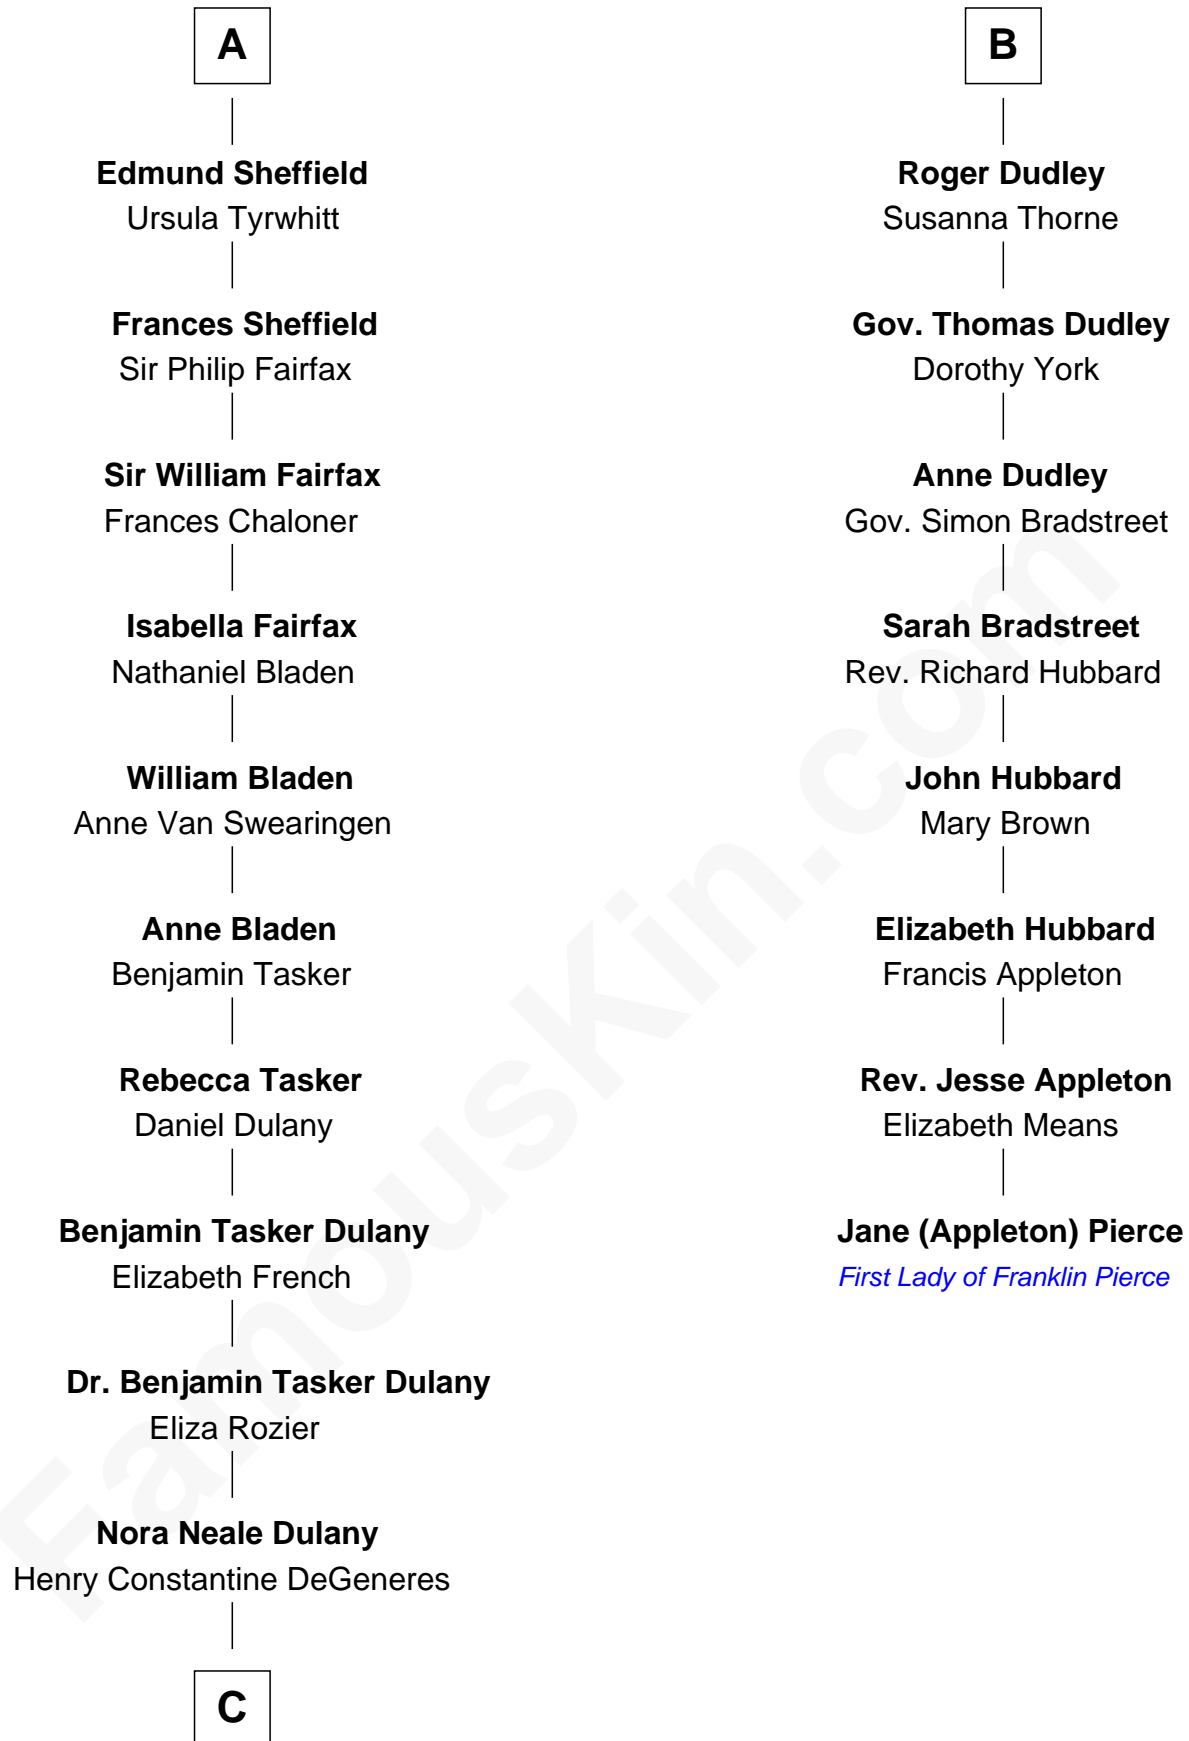 A
Edmund Sheffield
Ursula Tyrwhitt
Frances Sheffield
Sir Philip Fairfax
Sir William Fairfax
Frances Chaloner
Isabella Fairfax
Nathaniel Bladen
William Bladen
Anne Van Swearingen
Anne Bladen
Benjamin Tasker
Rebecca Tasker
Daniel Dulany
Benjamin Tasker Dulany
Elizabeth French
Dr. Benjamin Tasker Dulany
Eliza Rozier
Nora Neale Dulany
Henry Constantine DeGeneres
C
B
Roger Dudley
Susanna Thorne
Gov. Thomas Dudley
Dorothy York
Anne Dudley
Gov. Simon Bradstreet
Sarah Bradstreet
Rev. Richard Hubbard
John Hubbard
Mary Brown
Elizabeth Hubbard
Francis Appleton
Rev. Jesse Appleton
Elizabeth Means
Jane (Appleton) Pierce
First Lady of Franklin Pierce
FamousKin.com